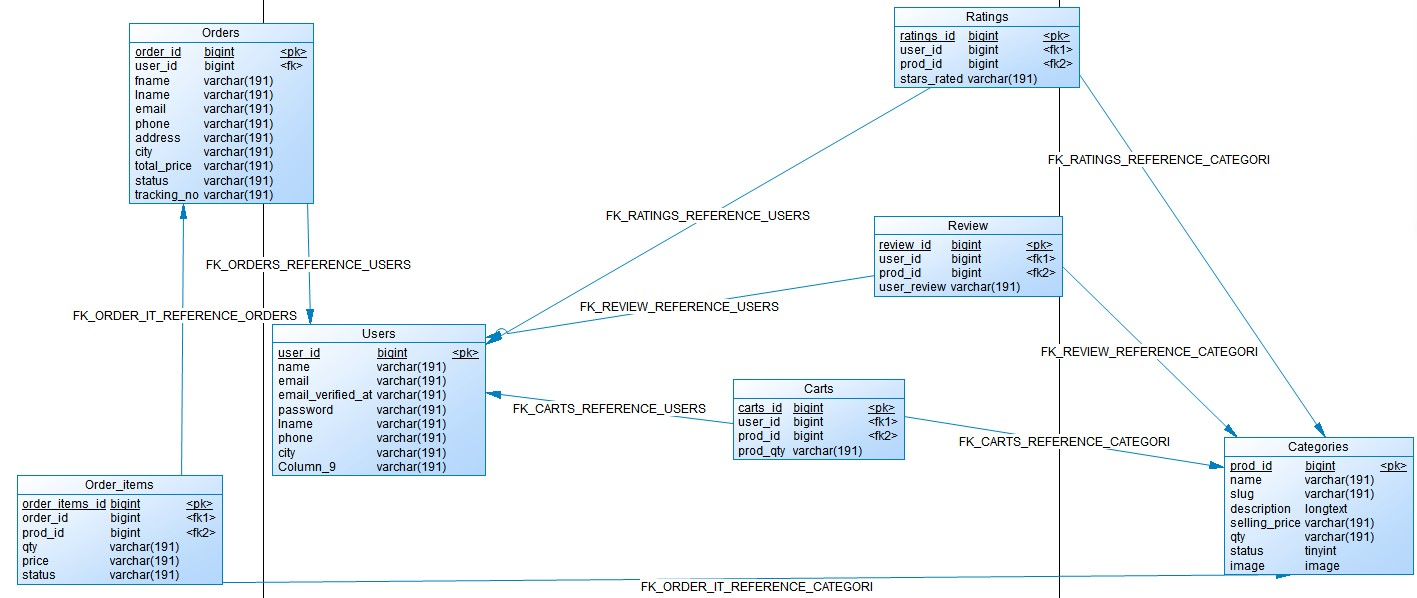 Orders
order_id bigint <pk>
user_id bigint <fk>
fname varchar(191)
lname varchar(191)
email varchar(191)
phone varchar(191)
address varchar(191)
city varchar(191)
total_price varchar(191)
status varchar(191)
tracking_no varchar(191)
Ratings
ratings_id bigint <pk>
user_id bigint <fk1>
prod_id bigint <fk2>
stars_rated varchar(191)
FK_RATINGS_REFERENCE_CATEGORI
FK_RATINGS_REFERENCE_USERS
Review
review_id bigint <pk>
user_id bigint <fk1>
prod_id bigint <fk2>
user_review varchar(191)
FK_ORDERS_REFERENCE_USERS
FK_REVIEW_REFERENCE_USERS
FK_ORDER_IT_REFERENCE_ORDERS
Users
user_id bigint <pk>
name varchar(191)
email varchar(191)
email_verified_at varchar(191)
password varchar(191)
lname varchar(191)
phone varchar(191)
city varchar(191)
Column_9 varchar(191)
FK_REVIEW_REFERENCE_CATEGORI
Carts
carts_id bigint <pk>
user_id bigint <fk1>
prod_id bigint <fk2>
prod_qty varchar(191)
FK_CARTS_REFERENCE_USERS
FK_CARTS_REFERENCE_CATEGORI
Categories
prod_id bigint <pk>
name varchar(191)
slug varchar(191)
description longtext
selling_price varchar(191)
qty varchar(191)
status tinyint
image image
Order_items
order_items_id bigint <pk>
order_id bigint <fk1>
prod_id bigint <fk2>
qty varchar(191)
price varchar(191)
status varchar(191)
FK_ORDER_IT_REFERENCE_CATEGORI